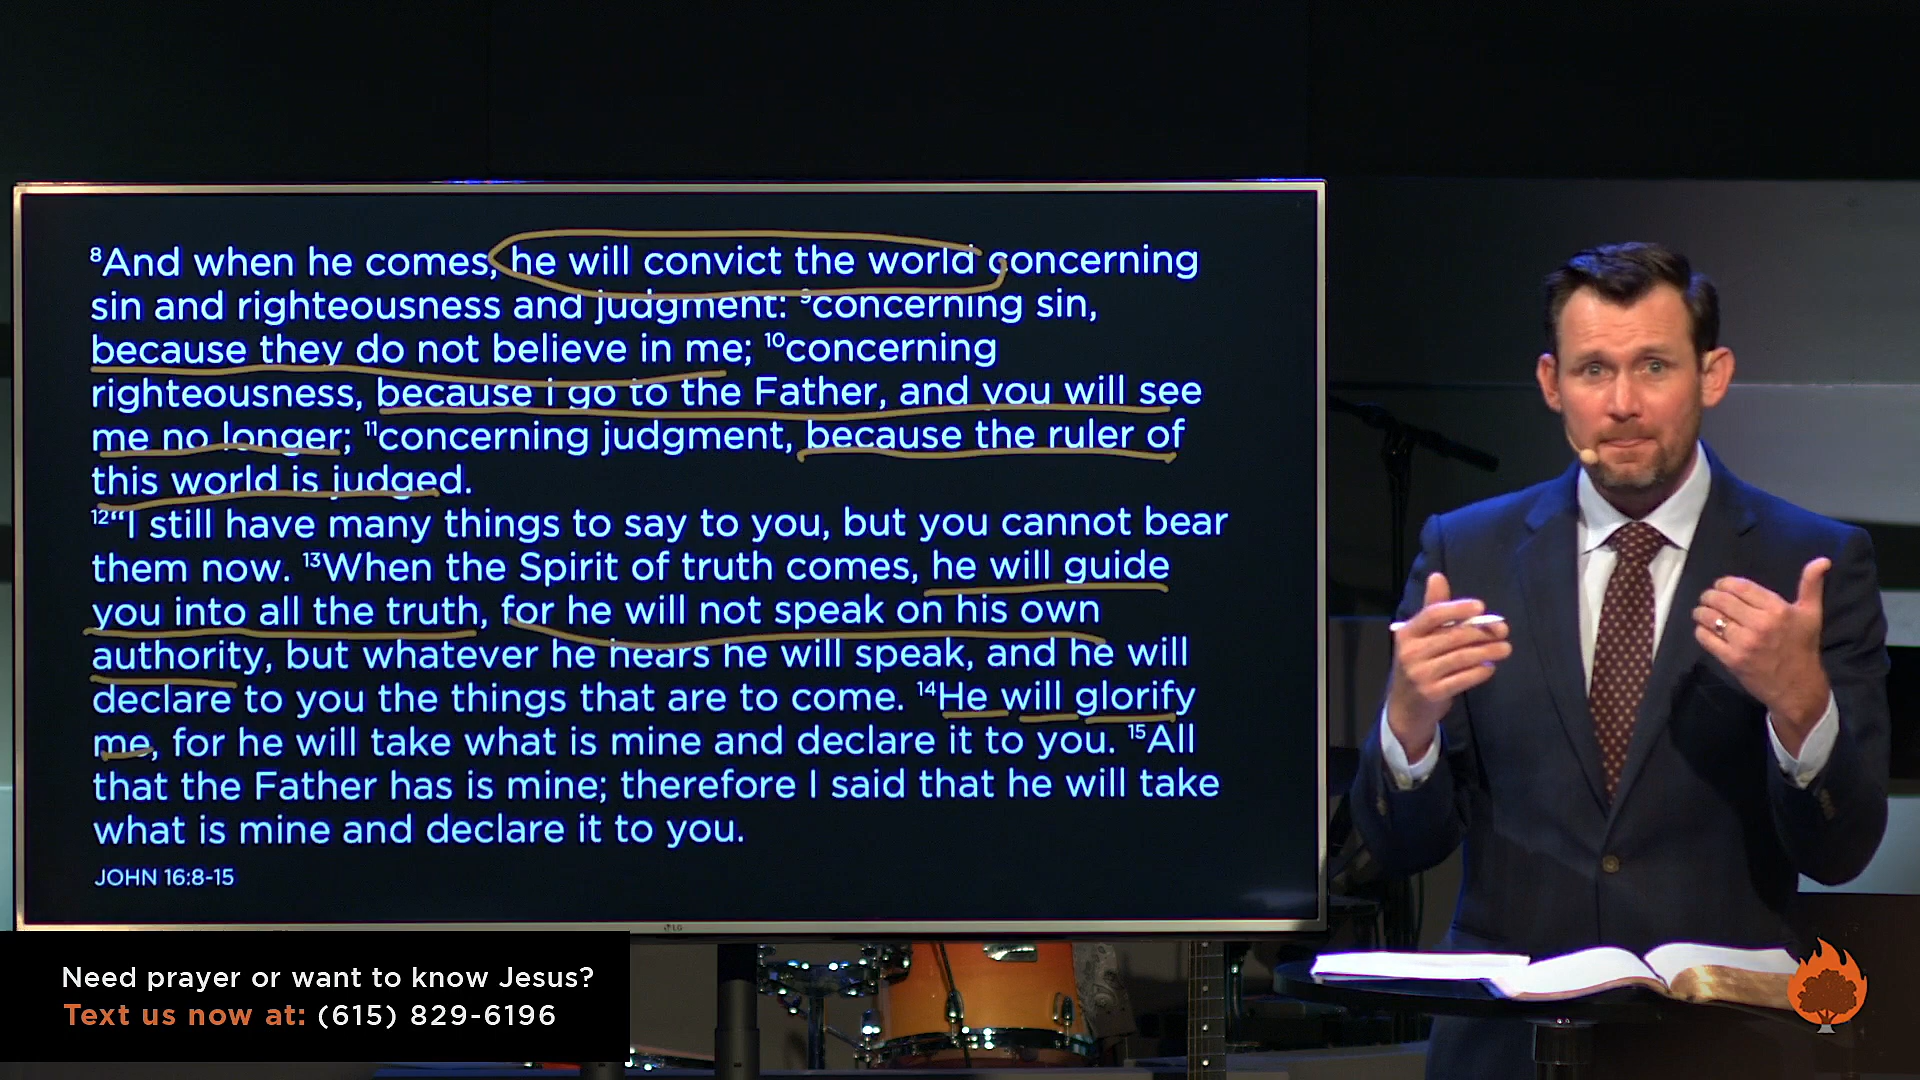 ⁸And when he comes, he will convict the world concerning
sin and righteousness and judgment: ⁹concerning sin,
because they do not believe in me; ¹⁰concerning
righteousness, because i go to the Father, and you will see
me no longer; ¹¹concerning judgment, because the ruler of
this world is judged.
¹²“I still have many things to say to you, but you cannot bear
them now. ¹³When the Spirit of truth comes, he will guide
you into all the truth, for he will not speak on his own
authority, but whatever he hears he will speak, and he will
declare to you the things that are to come. ¹⁴He will glorify
me, for he will take what is mine and declare it to you. ¹⁵All
that the Father has is mine; therefore I said that he will take
what is mine and declare it to you.
JOHN 16:8-15
LG
Need prayer or want to know Jesus?
Text us now at: (615) 829-6196